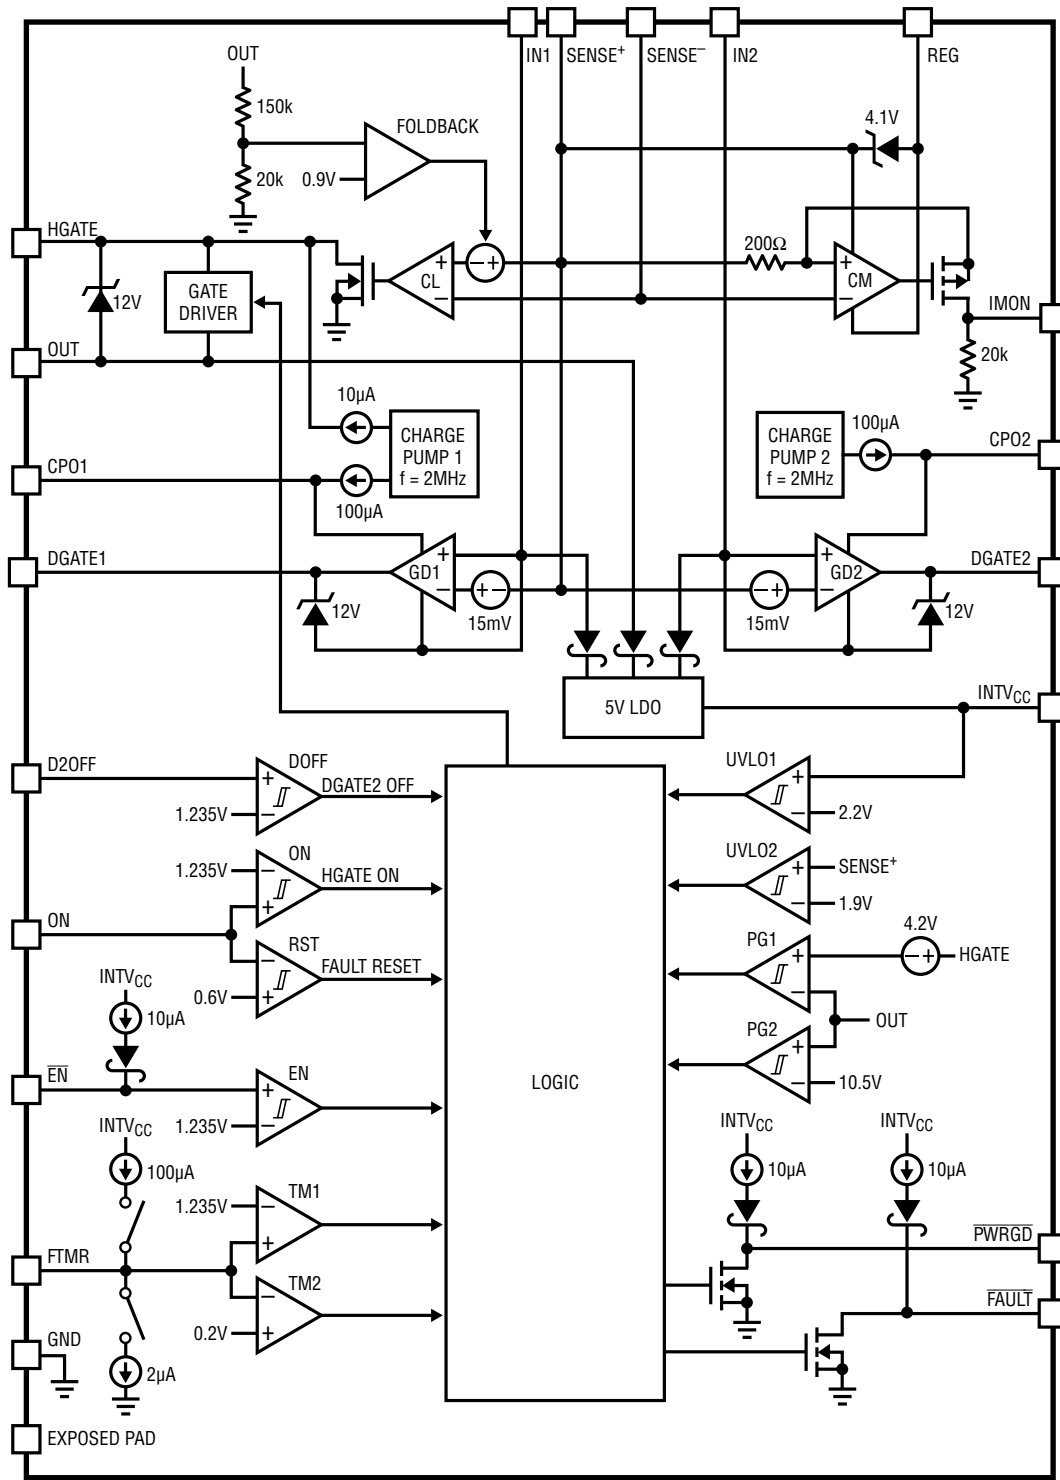 IN1
SENSE+
SENSE−
IN2
REG
OUT
150k
20k
0.9V
FOLDBACK
4.1V
HGATE
12V
GATE
DRIVER
+
−
CL
− +
200Ω
+
−
CM
IMON
20k
OUT
10µA
100µA
CHARGE
PUMP 1
f = 2MHz
CHARGE
PUMP 2
f = 2MHz
100µA
CPO1
CPO2
DGATE1
12V
GD1
+
−
+ −
15mV
− +
15mV
+
−
GD2
12V
DGATE2
5V LDO
INTVCC
D2OFF
1.235V
+
−
DOFF
DGATE2 OFF
1.235V
−
+
ON
HGATE ON
ON
0.6V
−
+
RST
FAULT RESET
INTVCC
10µA
EN
1.235V
+
−
EN
INTVCC
100µA
1.235V
−
+
TM1
FTMR
0.2V
−
+
TM2
2µA
GND
EXPOSED PAD
LOGIC
UVLO1
+
−
2.2V
UVLO2
+
−
SENSE+
1.9V
PG1
+
−
4.2V
− +
HGATE
OUT
PG2
+
−
10.5V
INTVCC
10µA
INTVCC
10µA
PWRGD
FAULT